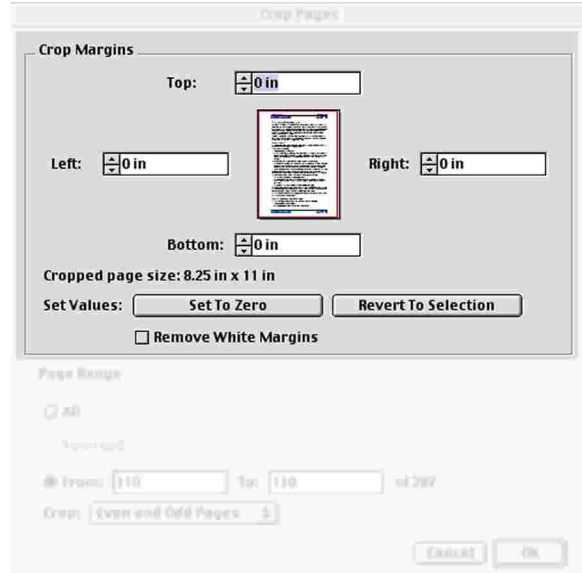 Crop Pages
Crop Margins
Top: 0 in
Left: 0 in Right: 0 in
Bottom: 0 in
Cropped page size: 8.25 in x 11 in
Set Values: Set To Zero Revert To Selection
Remove White Margins
Page Range
All
From: 110 To: 110 of 287
Crop: Even and Odd Pages
Cancel OK